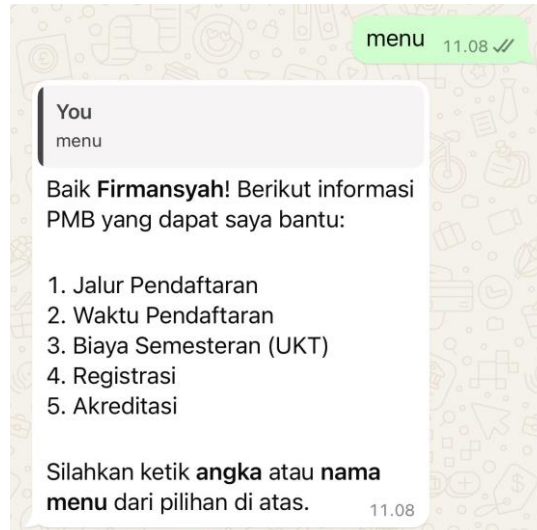 menu 11.08
You
menu
Baik Firmansyah! Berikut informasi
PMB yang dapat saya bantu:
1. Jalur Pendaftaran
2. Waktu Pendaftaran
3. Biaya Semesteran (UKT)
4. Registrasi
5. Akreditasi
Silahkan ketik angka atau nama
menu dari pilihan di atas. 11.08